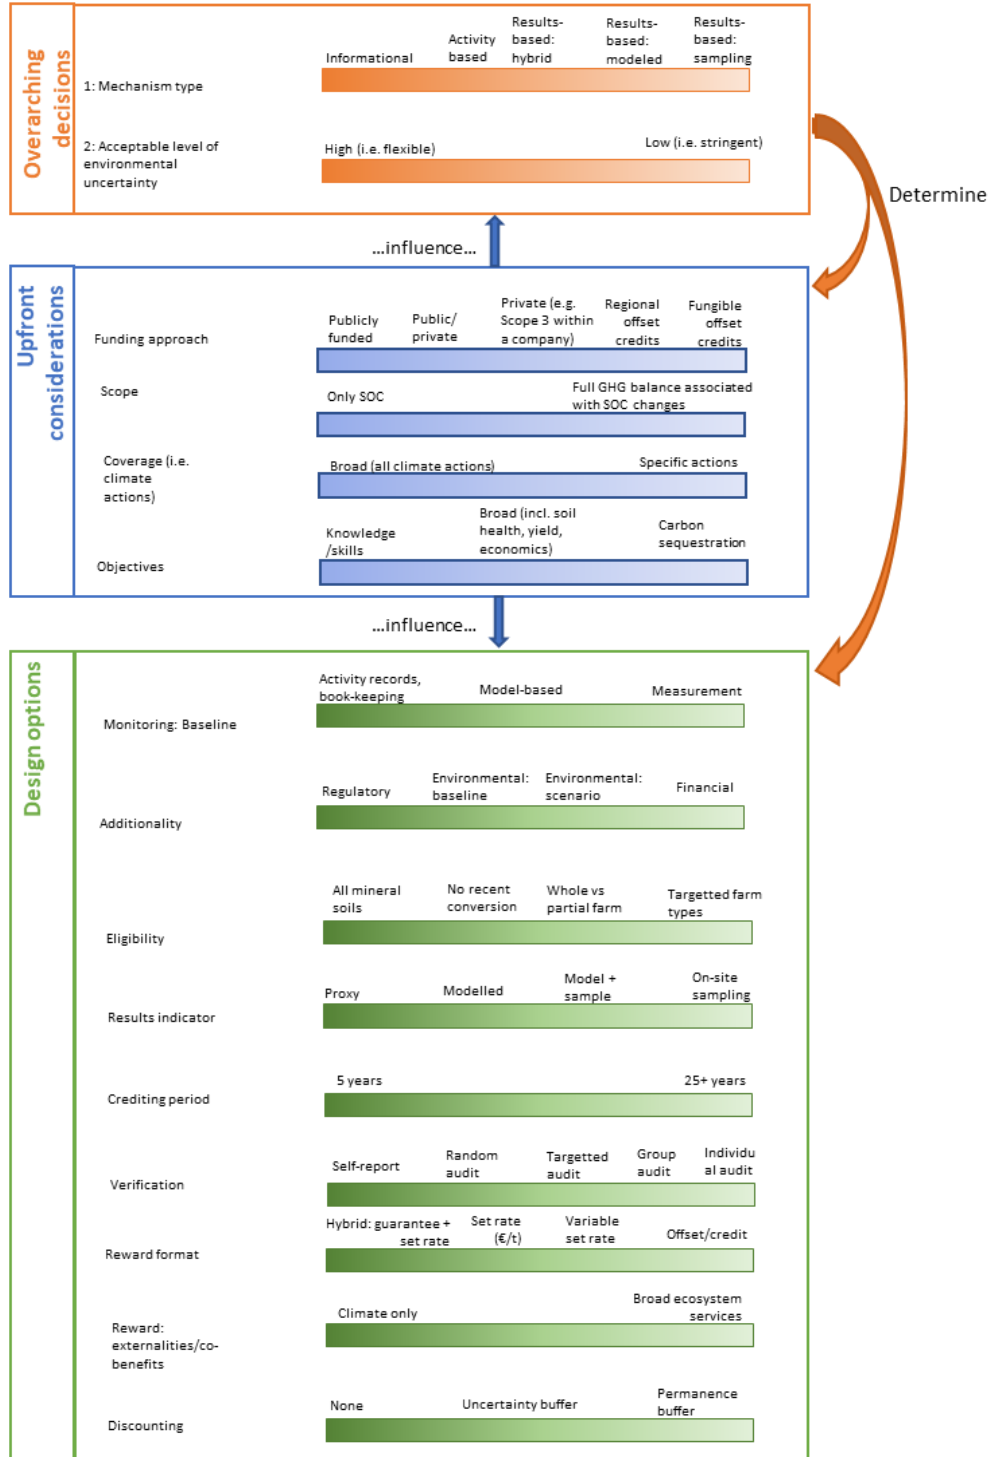 Overarching
decisions
Informational
Activity
based
Results-
based:
hybrid
Results-
based:
modeled
Results-
based:
sampling
1: Mechanism type
2: Acceptable level of
environmental
uncertainty
High (i.e. flexible)
Low (i.e. stringent)
Determine
...influence...
Upfront
considerations
Funding approach
Publicly
funded
Public/
private
Private (e.g.
Scope 3 within
a company)
Regional
offset
credits
Fungible
offset
credits
Scope
Only SOC
Full GHG balance associated
with SOC changes
Coverage (i.e.
climate
actions)
Broad (all climate actions)
Specific actions
Objectives
Knowledge
/skills
Broad (incl. soil
health, yield,
economics)
Carbon
sequestration
...influence...
Design options
Monitoring: Baseline
Activity records,
book-keeping
Model-based
Measurement
Additionality
Regulatory
Environmental:
baseline
Environmental:
scenario
Financial
Eligibility
All mineral
soils
No recent
conversion
Whole vs
partial farm
Targetted farm
types
Results indicator
Proxy
Modelled
Model +
sample
On-site
sampling
Crediting period
5 years
25+ years
Verification
Self-report
Random
audit
Targetted
audit
Group
audit
Individu
al audit
Reward format
Hybrid: guarantee +
set rate
Set rate
(€/t)
Variable
set rate
Offset/credit
Reward:
externalities/co-
benefits
Climate only
Broad ecosystem
services
Discounting
None
Uncertainty buffer
Permanence
buffer